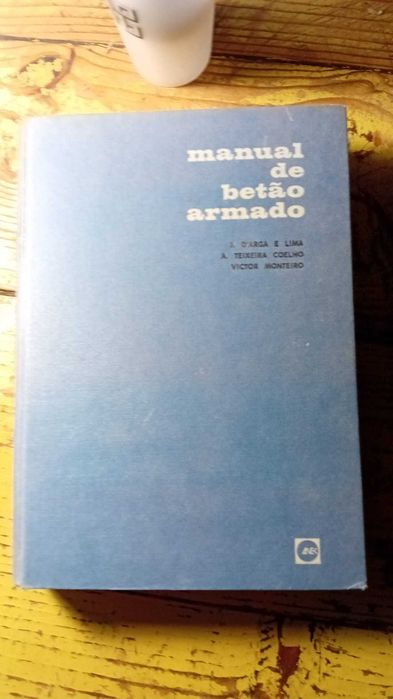 manual
de
betão
armado
J. D'ARGA E LIMA
A. TEIXEIRA COELHO
VICTOR MONTEIRO